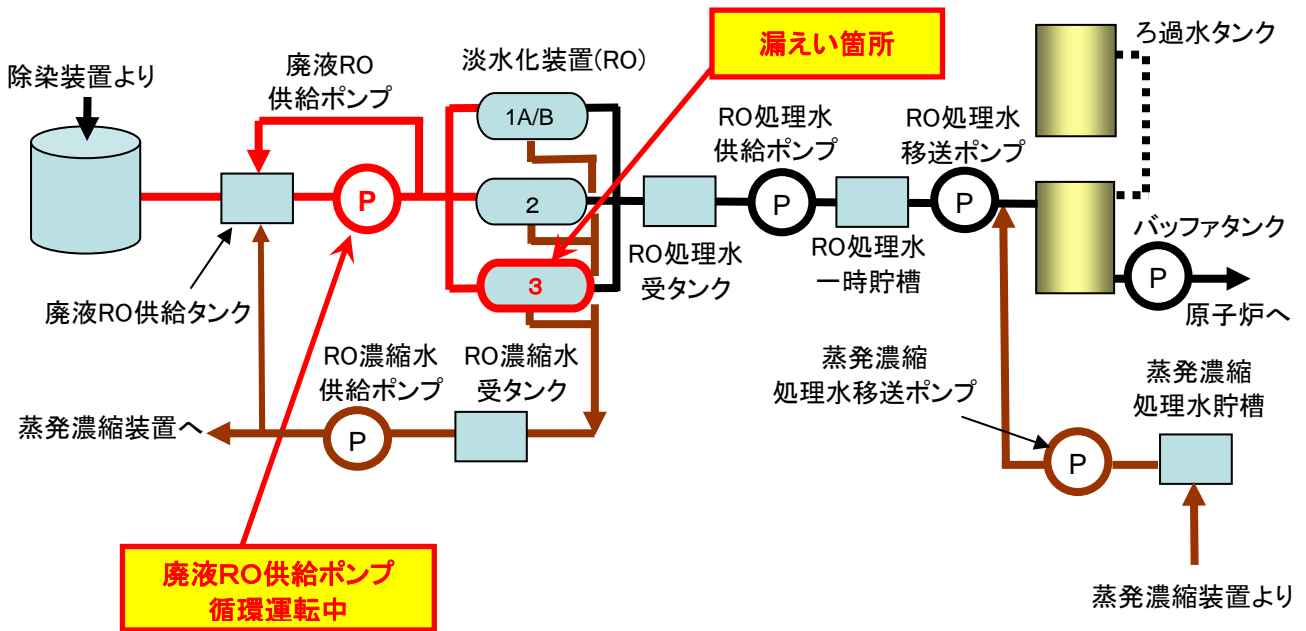 漏えい箇所
ろ過水タンク
除染装置より
廃液RO
供給ポンプ
淡水化装置(RO)
1A/B
RO処理水
供給ポンプ
RO処理水
移送ポンプ
P
2
P
P
RO処理水
受タンク
RO処理水
一時貯槽
バッファタンク
P
3
原子炉へ
廃液RO供給タンク
RO濃縮水
供給ポンプ
RO濃縮水
受タンク
蒸発濃縮
処理水移送ポンプ
蒸発濃縮
処理水貯槽
蒸発濃縮装置へ
P
P
廃液RO供給ポンプ
循環運転中
蒸発濃縮装置より